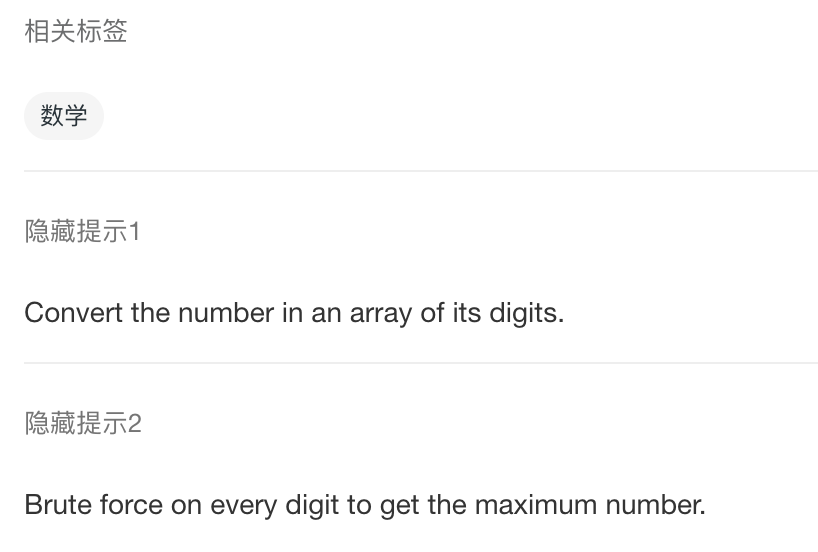 相关标签
数学
隐藏提示1
Convert the number in an array of its digits.
隐藏提示2
Brute force on every digit to get the maximum number.